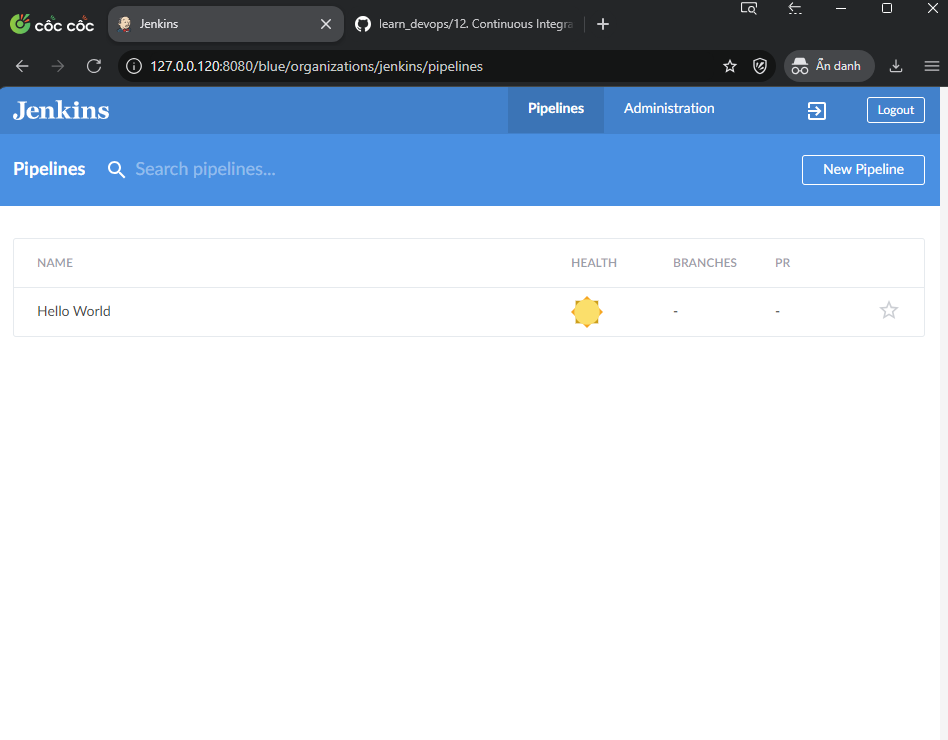 cốc cốc
Jenkins
learn_devops/12. Continuous Integra
127.0.0.120:8080/blue/organizations/jenkins/pipelines
Ẩn danh
Jenkins
Pipelines
Administration
Logout
Pipelines
Search pipelines...
New Pipeline
NAME HEALTH BRANCHES PR
Hello World - -